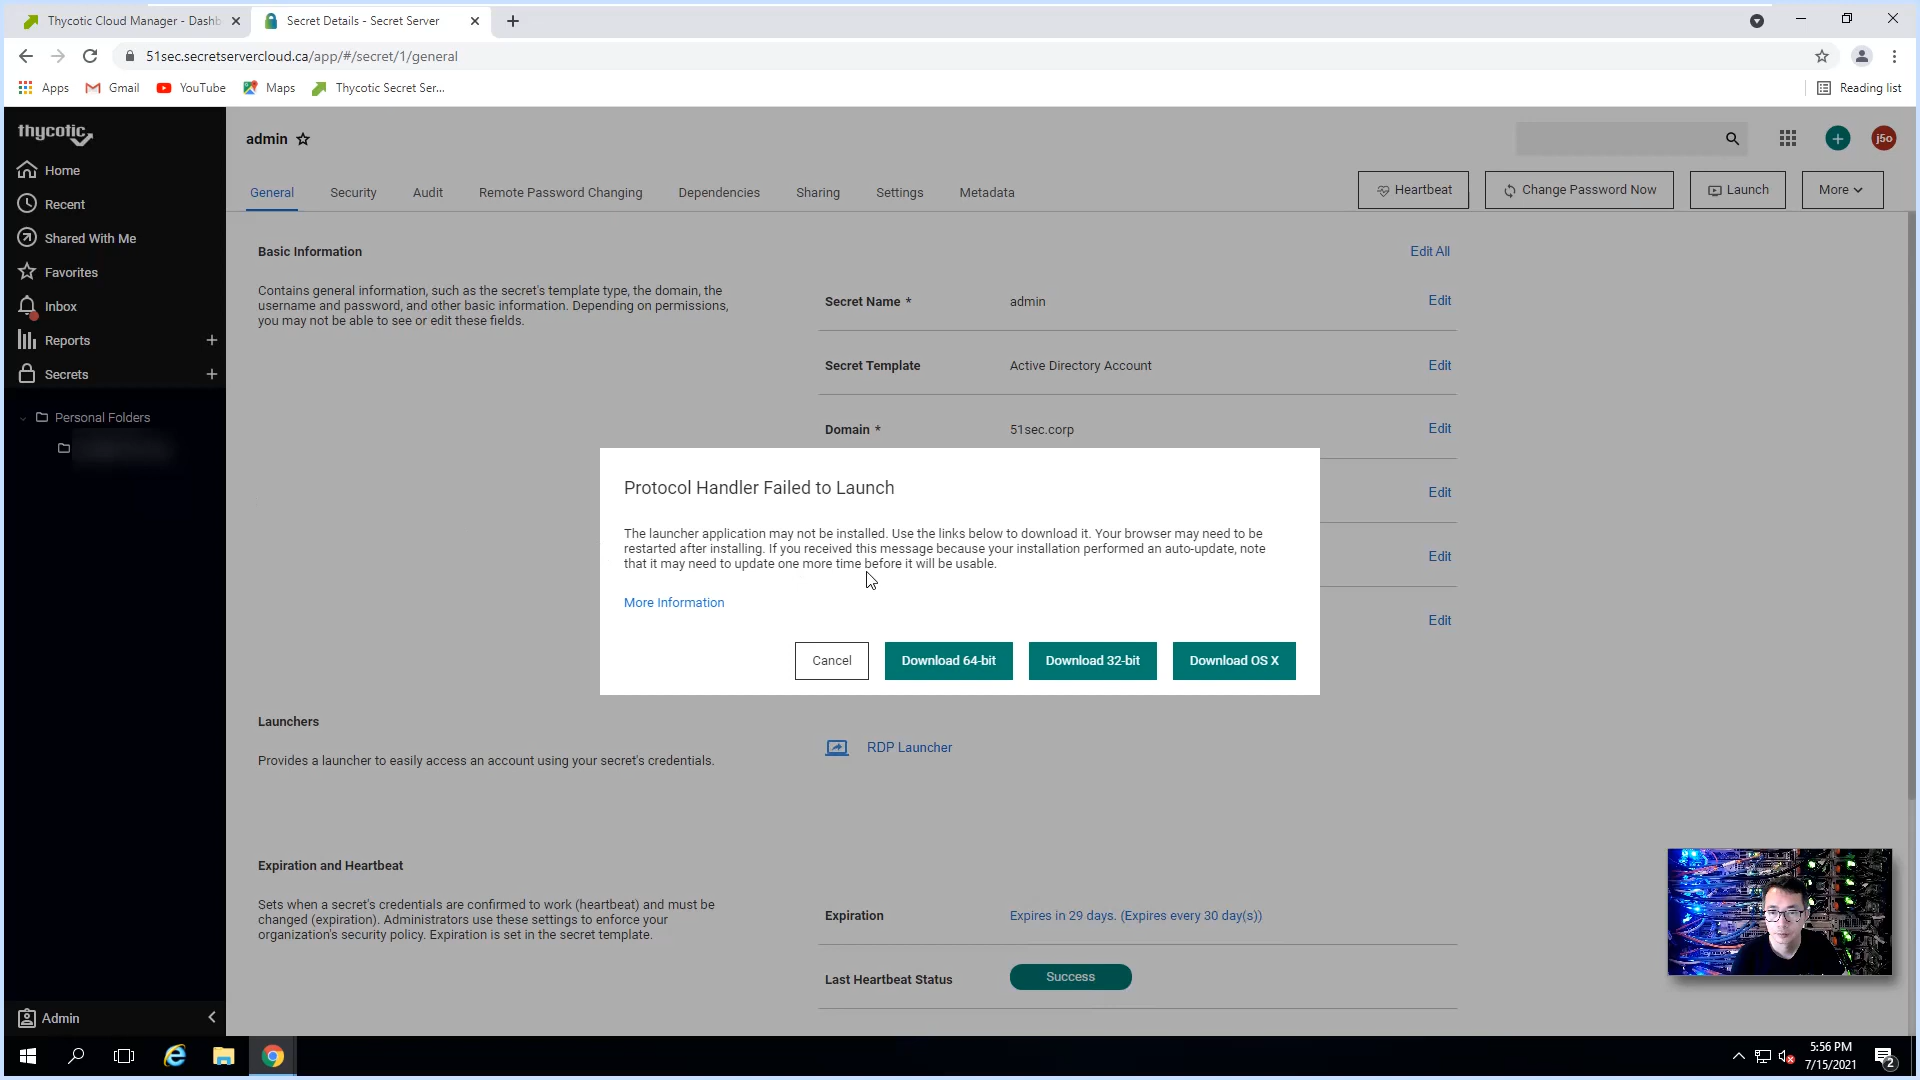 Thycotic Cloud Manager - Dashb
Secret Details - Secret Server
51sec.secretservercloud.ca/app/#/secret/1/general
Apps
Gmail
YouTube
Maps
Thycotic Secret Ser...
Reading list
thycotic
Home
Recent
Shared With Me
Favorites
Inbox
Reports
Secrets
Personal Folders
Admin
admin
j5o
General
Security
Audit
Remote Password Changing
Dependencies
Sharing
Settings
Metadata
Heartbeat
Change Password Now
Launch
More
Basic Information
Edit All
Contains general information, such as the secret's template type, the domain, the
username and password, and other basic information. Depending on permissions,
you may not be able to see or edit these fields.
Secret Name *
admin
Edit
Secret Template
Active Directory Account
Edit
Domain *
51sec.corp
Edit
Edit
Edit
Edit
Protocol Handler Failed to Launch
The launcher application may not be installed. Use the links below to download it. Your browser may need to be
restarted after installing. If you received this message because your installation performed an auto-update, note
that it may need to update one more time before it will be usable.
More Information
Cancel
Download 64-bit
Download 32-bit
Download OS X
Launchers
Provides a launcher to easily access an account using your secret's credentials.
RDP Launcher
Expiration and Heartbeat
Sets when a secret's credentials are confirmed to work (heartbeat) and must be
changed (expiration). Administrators use these settings to enforce your
organization's security policy. Expiration is set in the secret template.
Expiration
Expires in 29 days. (Expires every 30 day(s))
Last Heartbeat Status
Success
5:56 PM
7/15/2021
2